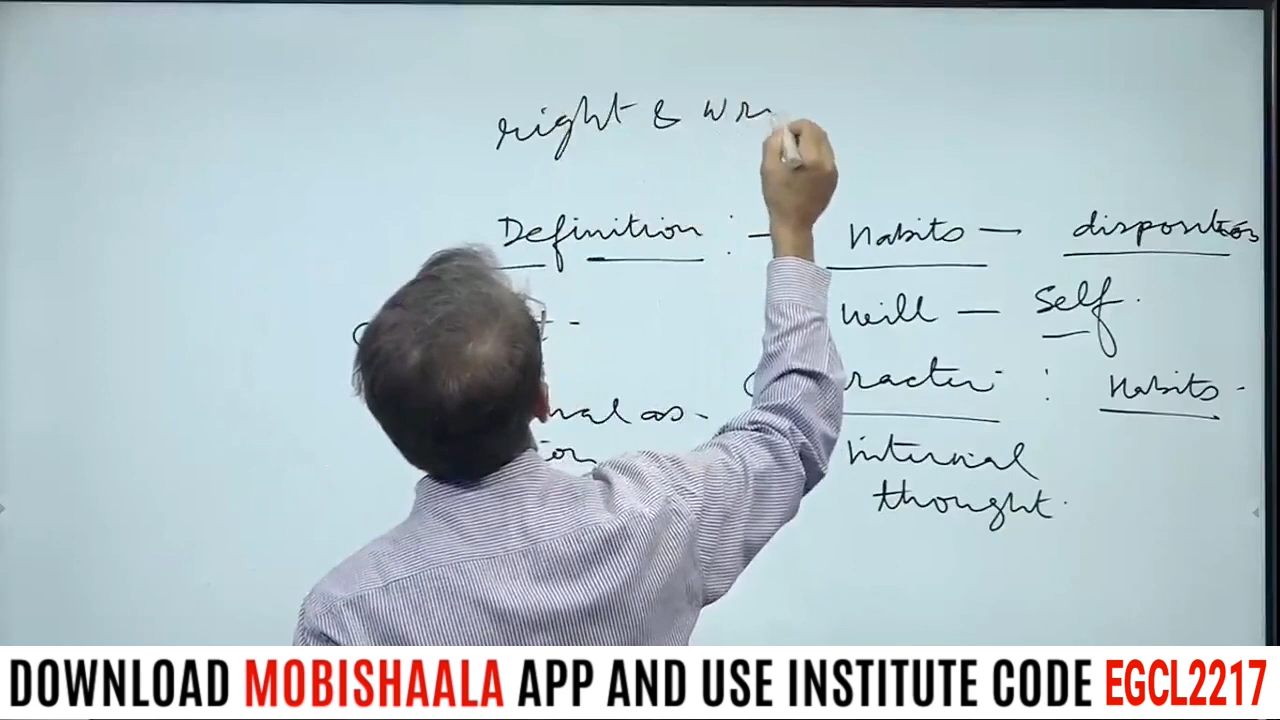 right & wr
Definition :- Habits — dispositions
will — Self.
racter : Habits -
internal
thought.
DOWNLOAD MOBISHAALA APP AND USE INSTITUTE CODE EGCL2217